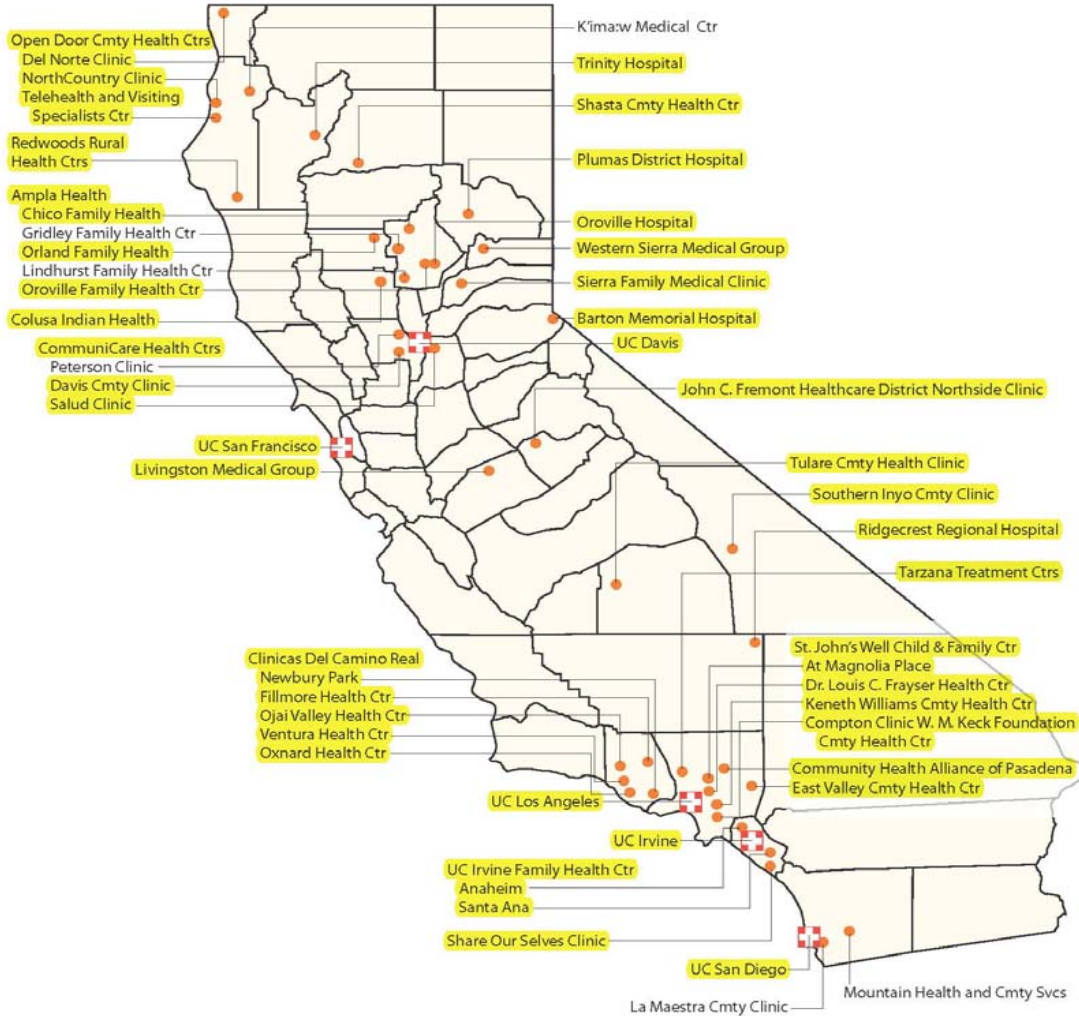 Open Door Cmty Health Ctrs
Del Norte Clinic
NorthCountry Clinic
Telehealth and Visiting
Specialists Ctr
Redwoods Rural
Health Ctrs
Ampla Health
Chico Family Health
Gridley Family Health Ctr
Orland Family Health
Lindhurst Family Health Ctr
Oroville Family Health Ctr
Colusa Indian Health
CommuniCare Health Ctrs
Peterson Clinic
Davis Cmty Clinic
Salud Clinic
UC San Francisco
Livingston Medical Group
K'ima:w Medical Ctr
Trinity Hospital
Shasta Cmty Health Ctr
Plumas District Hospital
Oroville Hospital
Western Sierra Medical Group
Sierra Family Medical Clinic
Barton Memorial Hospital
UC Davis
John C. Fremont Healthcare District Northside Clinic
Tulare Cmty Health Clinic
Southern Inyo Cmty Clinic
Ridgecrest Regional Hospital
Tarzana Treatment Ctrs
St. John's Well Child & Family Ctr
At Magnolia Place
Dr. Louis C. Frayser Health Ctr
Keneth Williams Cmty Health Ctr
Compton Clinic W. M. Keck Foundation
Cmty Health Ctr
Community Health Alliance of Pasadena
East Valley Cmty Health Ctr
Clinicas Del Camino Real
Newbury Park
Fillmore Health Ctr
Ojai Valley Health Ctr
Ventura Health Ctr
Oxnard Health Ctr
UC Los Angeles
UC Irvine
UC Irvine Family Health Ctr
Anaheim
Santa Ana
Share Our Selves Clinic
UC San Diego
La Maestra Cmty Clinic
Mountain Health and Cmty Svcs